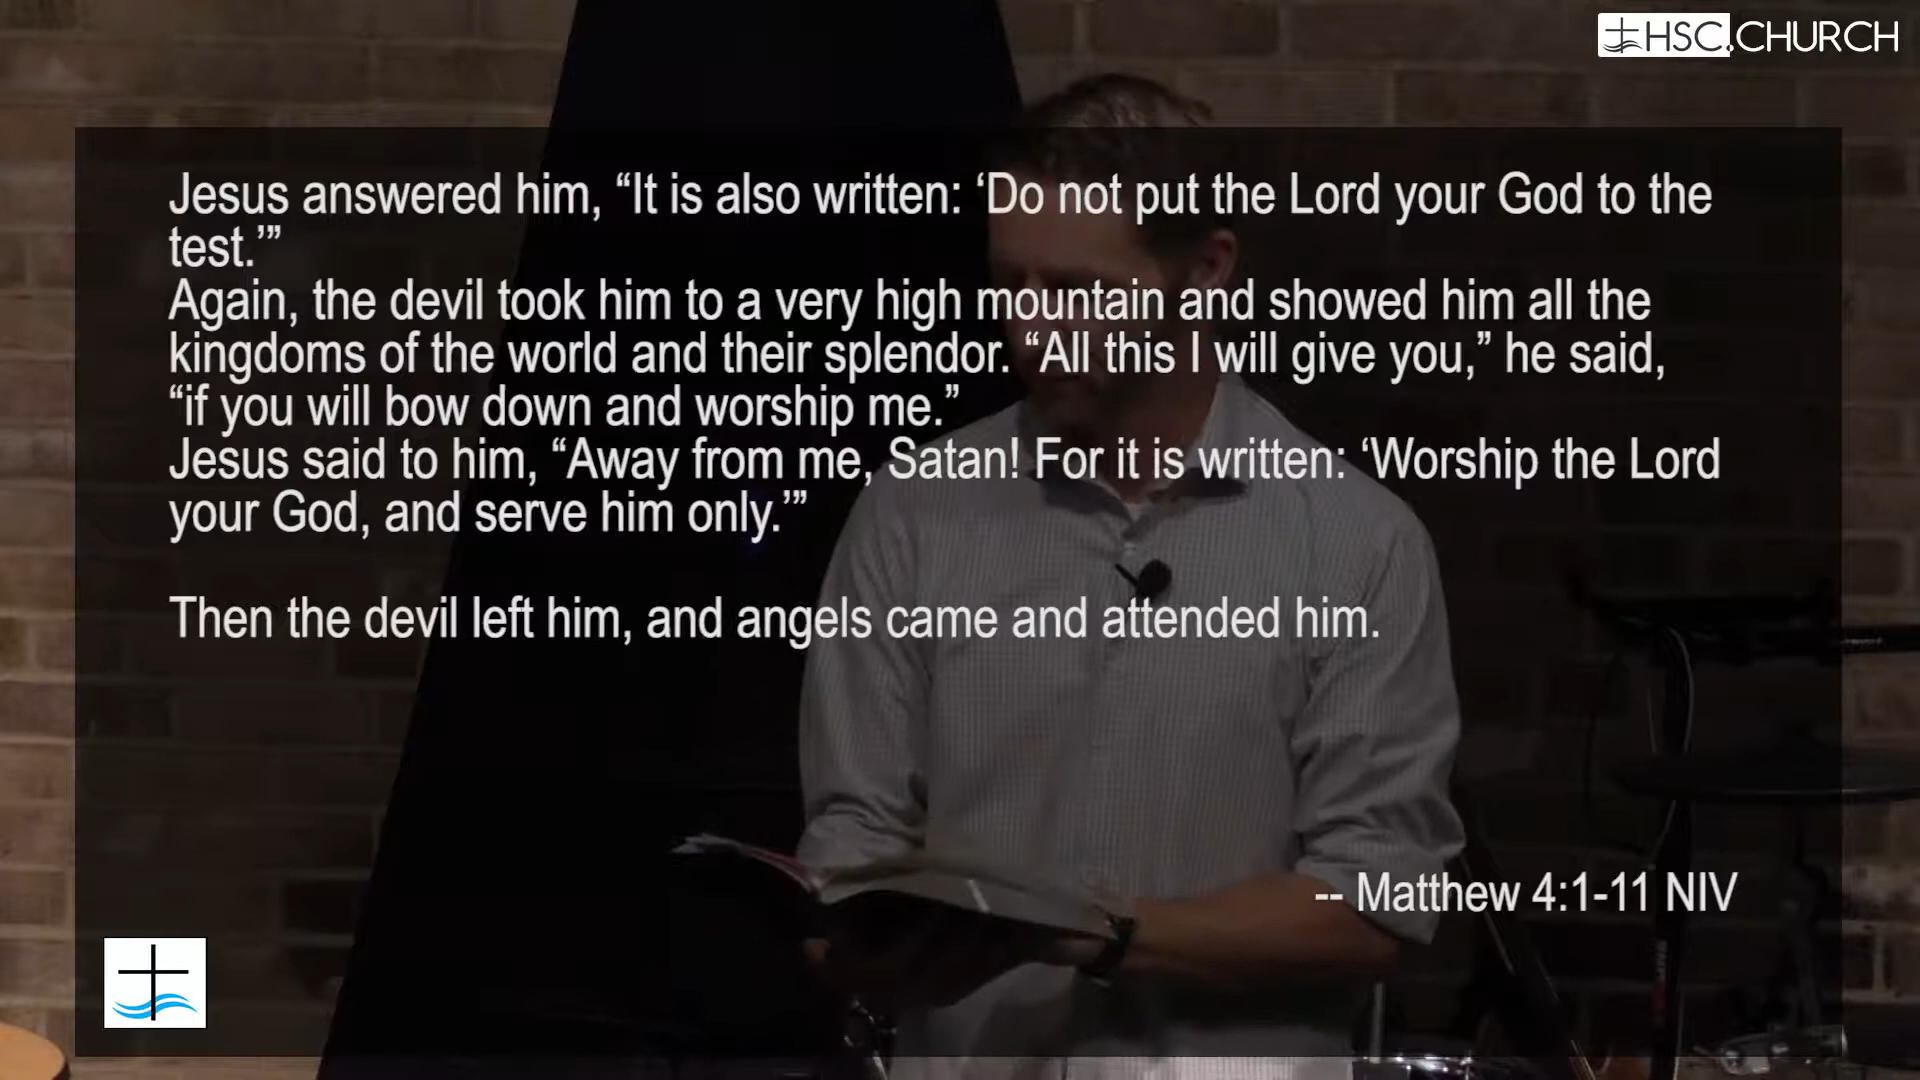 HSC.CHURCH
Jesus answered him, “It is also written: ‘Do not put the Lord your God to the
test.’”
Again, the devil took him to a very high mountain and showed him all the
kingdoms of the world and their splendor. “All this I will give you,” he said,
“if you will bow down and worship me.”
Jesus said to him, “Away from me, Satan! For it is written: ‘Worship the Lord
your God, and serve him only.’”
Then the devil left him, and angels came and attended him.
-- Matthew 4:1-11 NIV